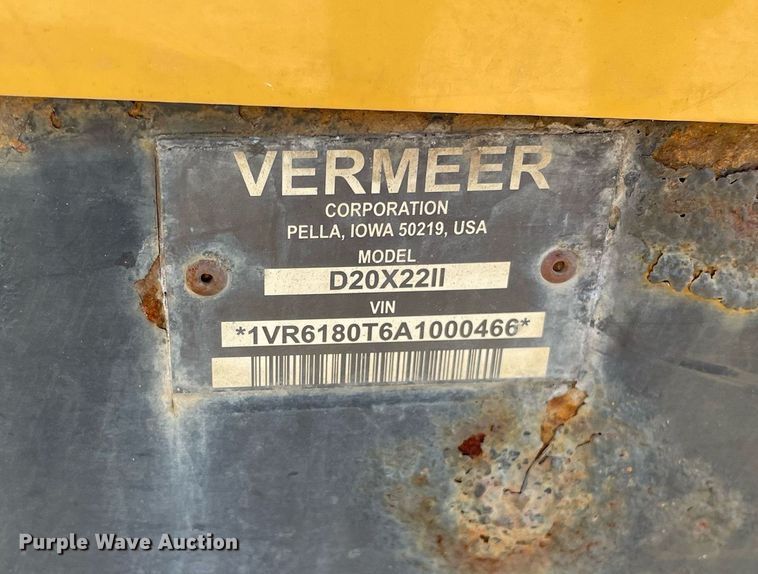 VERMEER
CORPORATION
PELLA, IOWA 50219, USA
MODEL
D20X22II
VIN
*1VR6180T6A1000466*
Purple Wave Auction